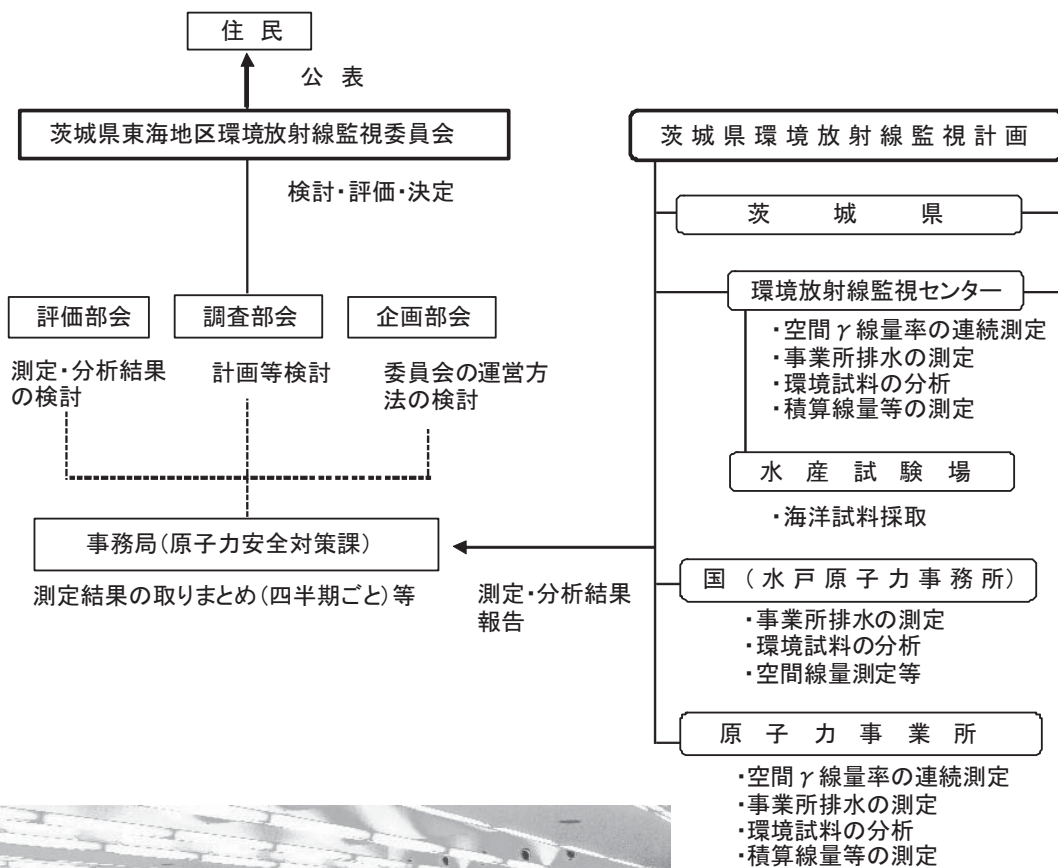 住民
公表
茨城県東海地区環境放射線監視委員会
検討・評価・決定
評価部会
調査部会
企画部会
測定・分析結果
の検討
計画等検討
委員会の運営方
法の検討
事務局(原子力安全対策課)
測定結果の取りまとめ(四半期ごと)等
測定・分析結果
報告
茨城県環境放射線監視計画
茨城県
環境放射線監視センター
・空間γ線量率の連続測定
・事業所排水の測定
・環境試料の分析
・積算線量等の測定
水産試験場
・海洋試料採取
国(水戸原子力事務所)
・事業所排水の測定
・環境試料の分析
・空間線量測定等
原子力事業所
・空間γ線量率の連続測定
・事業所排水の測定
・環境試料の分析
・積算線量等の測定